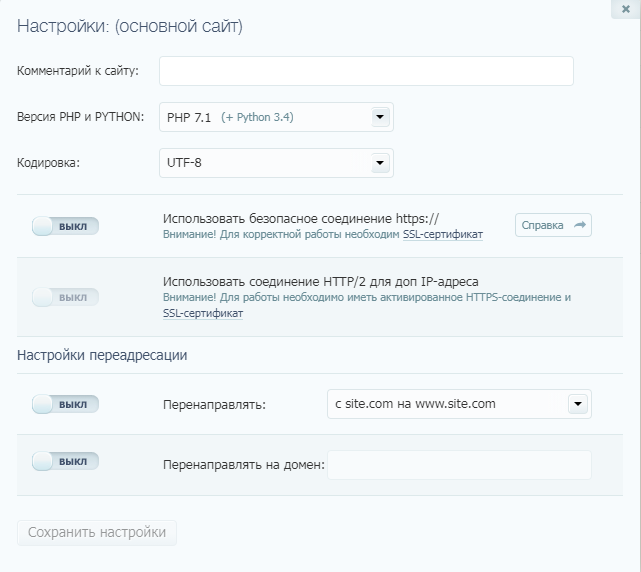 Настройки: (основной сайт)
Комментарий к сайту:
Версия PHP и PYTHON: PHP 7.1 (+ Python 3.4)
Кодировка: UTF-8
ВЫКЛ Использовать безопасное соединение https:// Справка
Внимание! Для корректной работы необходим SSL-сертификат
ВЫКЛ Использовать соединение HTTP/2 для доп IP-адреса
Внимание! Для работы необходимо иметь активированное HTTPS-соединение и
SSL-сертификат
Настройки переадресации
ВЫКЛ Перенаправлять: с site.com на www.site.com
ВЫКЛ Перенаправлять на домен:
Сохранить настройки